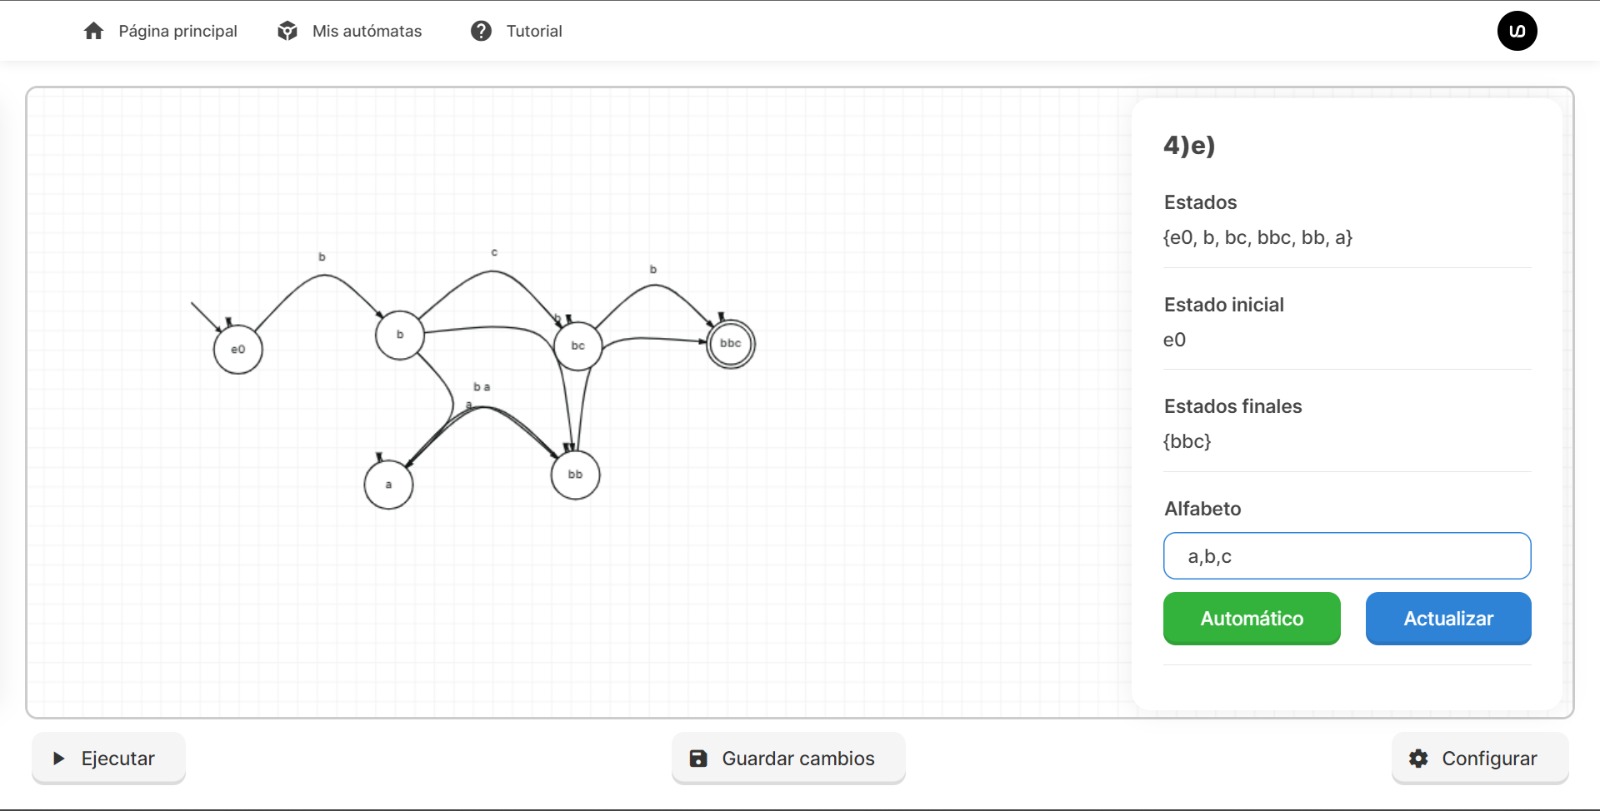 Página principal
Mis autómatas
Tutorial
4)e)
Estados
{e0, b, bc, bbc, bb, a}
Estado inicial
e0
Estados finales
{bbc}
Alfabeto
a,b,c
Automático
Actualizar
b
c
b
b
e0
b
bc
bbc
b a
a
a
bb
Ejecutar
Guardar cambios
Configurar